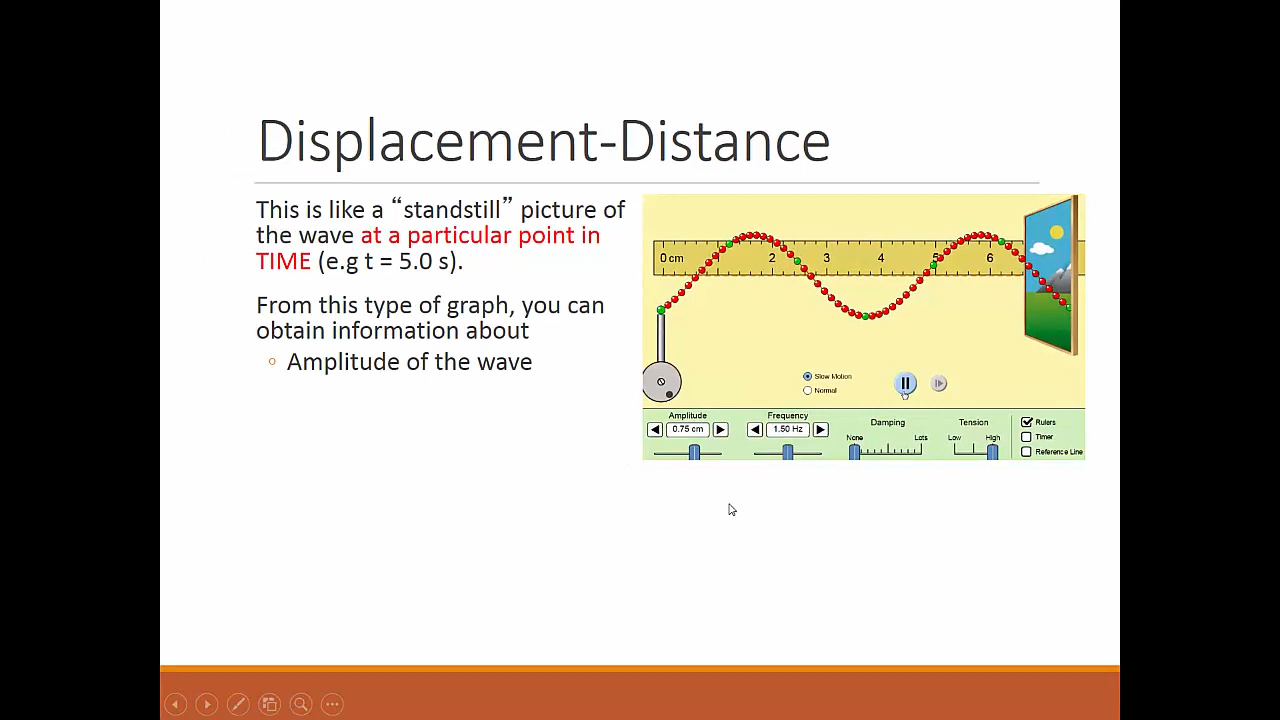 Displacement-Distance
This is like a “standstill” picture of
the wave at a particular point in
TIME (e.g t = 5.0 s).
From this type of graph, you can
obtain information about
Amplitude of the wave
0 cm 2 3 4 5 6
Slow Motion
Normal
Amplitude
0.75 cm
Frequency
1.50 Hz
Damping
None Lots
Tension
Low High
Rulers
Timer
Reference Line